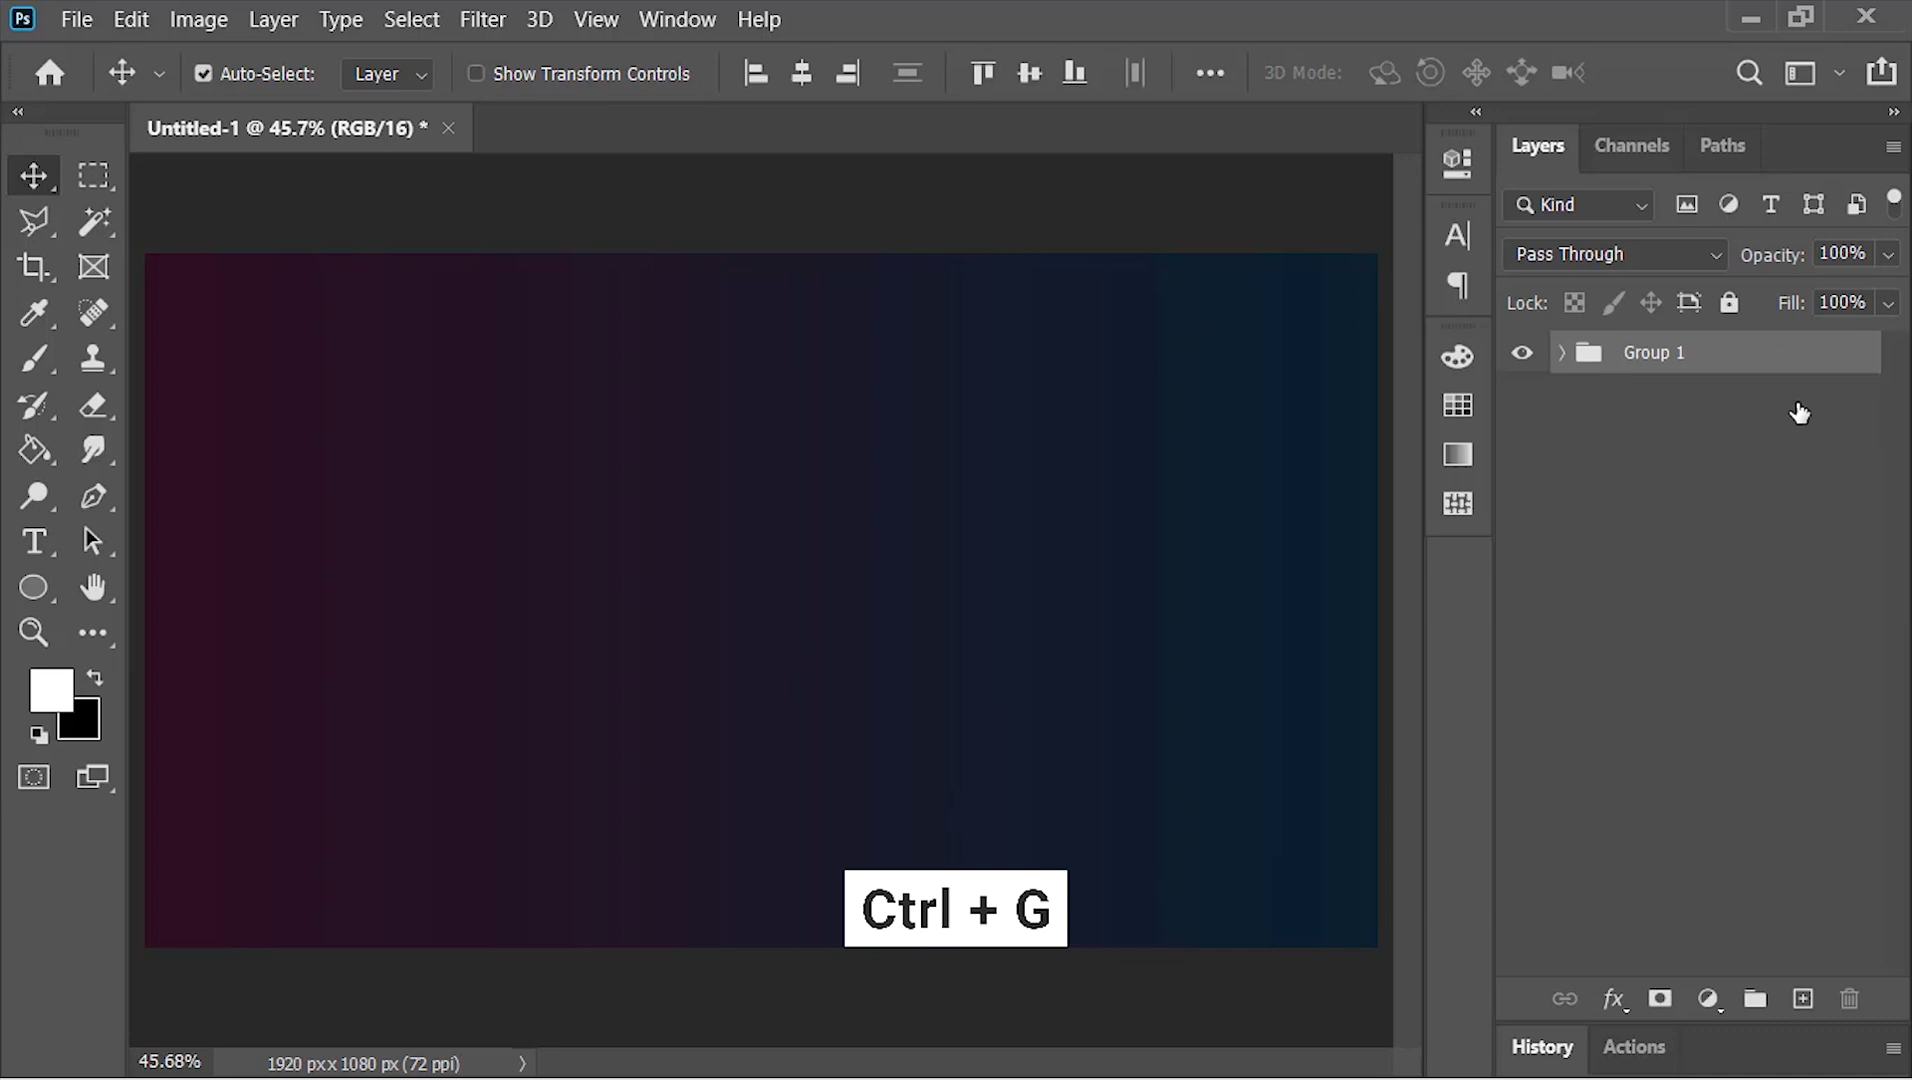 Ps File Edit Image Layer Type Select Filter 3D View Window Help
Auto-Select: Layer Show Transform Controls 3D Mode:
Untitled-1 @ 45.7% (RGB/16) *
Layers Channels Paths
Kind
Pass Through Opacity: 100%
Lock: Fill: 100%
Group 1
Ctrl + G
fx
History Actions
45.68% 1920 px x 1080 px (72 ppi)